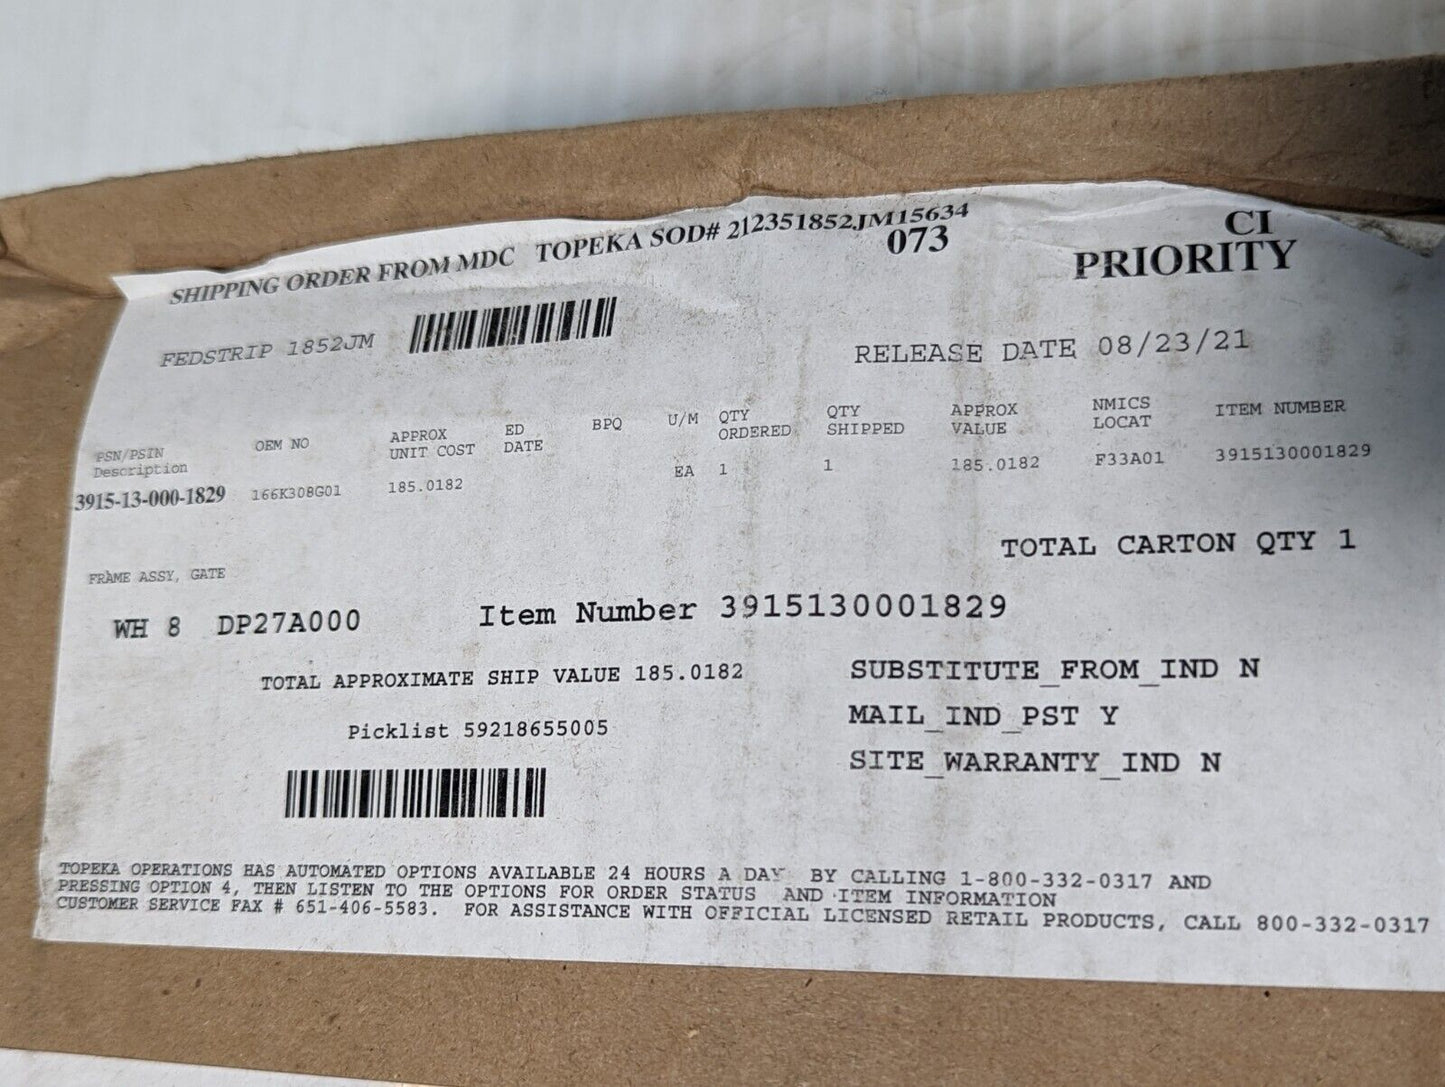 SHIPPING ORDER FROM MDC TOPEKA SOD# 212351852JM15634
073
CI
PRIORITY
FEDSTRIP 1852JM
RELEASE DATE 08/23/21
PSN/PSIN
Description
OEM NO
APPROX
UNIT COST
ED
DATE
BPQ
U/M
QTY
ORDERED
QTY
SHIPPED
APPROX
VALUE
NMICS
LOCAT
ITEM NUMBER
3915-13-000-1829 166K308G01 185.0182 EA 1 1 185.0182 F33A01 3915130001829
TOTAL CARTON QTY 1
FRAME ASSY, GATE
WH 8 DP27A000 Item Number 3915130001829
TOTAL APPROXIMATE SHIP VALUE 185.0182
SUBSTITUTE_FROM_IND N
Picklist 59218655005
MAIL_IND_PST Y
SITE_WARRANTY_IND N
TOPEKA OPERATIONS HAS AUTOMATED OPTIONS AVAILABLE 24 HOURS A DAY BY CALLING 1-800-332-0317 AND
PRESSING OPTION 4, THEN LISTEN TO THE OPTIONS FOR ORDER STATUS AND ITEM INFORMATION
CUSTOMER SERVICE FAX # 651-406-5583. FOR ASSISTANCE WITH OFFICIAL LICENSED RETAIL PRODUCTS, CALL 800-332-0317